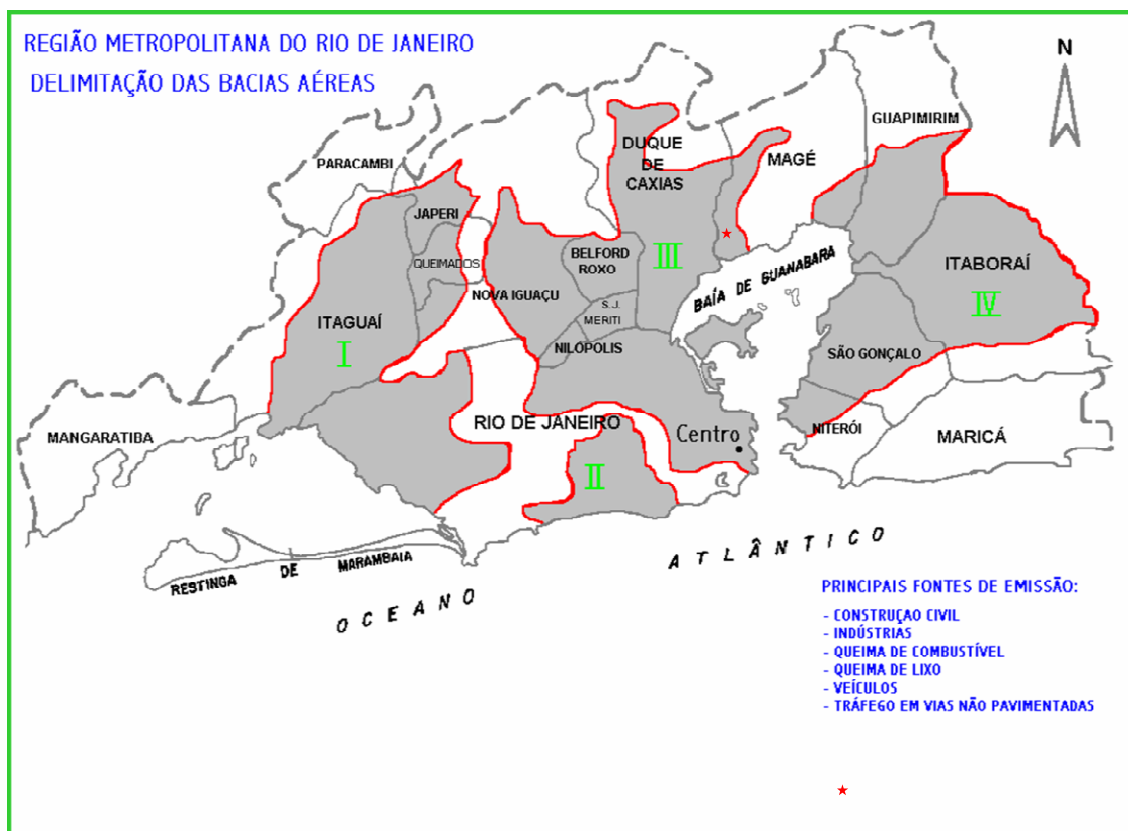 REGIÃO METROPOLITANA DO RIO DE JANEIRO
DELIMITAÇÃO DAS BACIAS AÉREAS
N
GUAPIMIRIM
DUQUE
DE
CAXIAS
MAGÉ
PARACAMBI
JAPERI
BELFORD
ROXO
III
QUEIMADOS
ITABORAÍ
BAÍA DE GUANABARA
NOVA IGUAÇU
IV
S.J.
MERITI
ITAGUAÍ
I
NILÓPOLIS
SÃO GONÇALO
RIO DE JANEIRO
Centro
NITERÓI
MARICÁ
MANGARATIBA
II
RESTINGA DE MARAMBAIA
OCEANO ATLÂNTICO
PRINCIPAIS FONTES DE EMISSÃO:
- CONSTRUÇAO CIVIL
- INDÚSTRIAS
- QUEIMA DE COMBUSTÍVEL
- QUEIMA DE LIXO
- VEÍCULOS
- TRÁFEGO EM VIAS NÃO PAVIMENTADAS